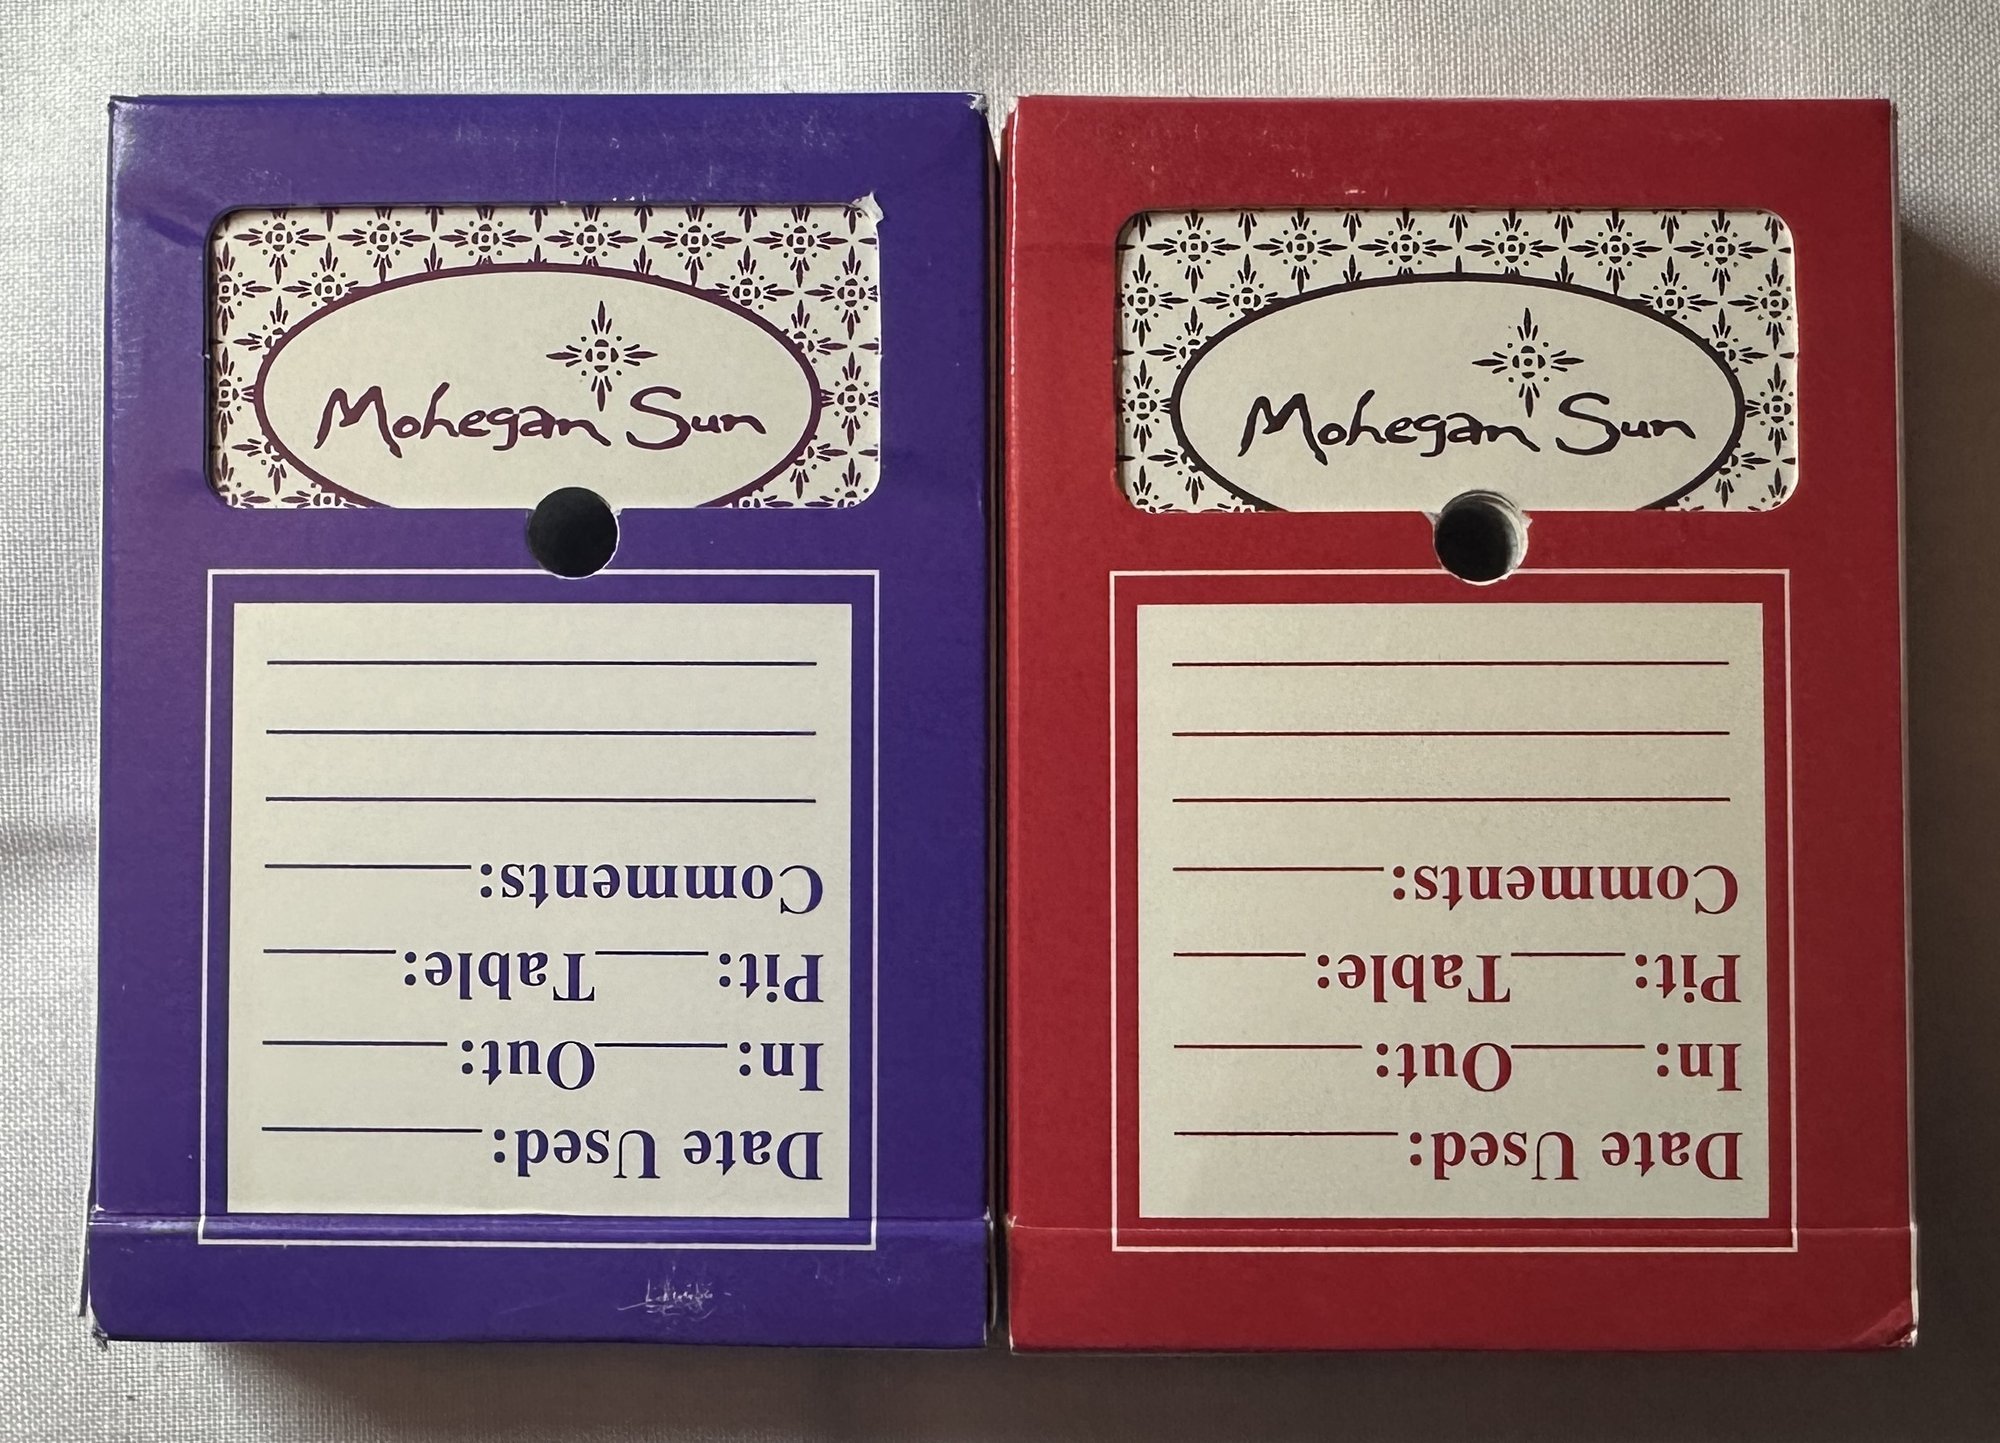 Mohegan Sun
Date Used:
In: Out:
Pit: Table:
Comments:
Mohegan Sun
Date Used:
In: Out:
Pit: Table:
Comments: